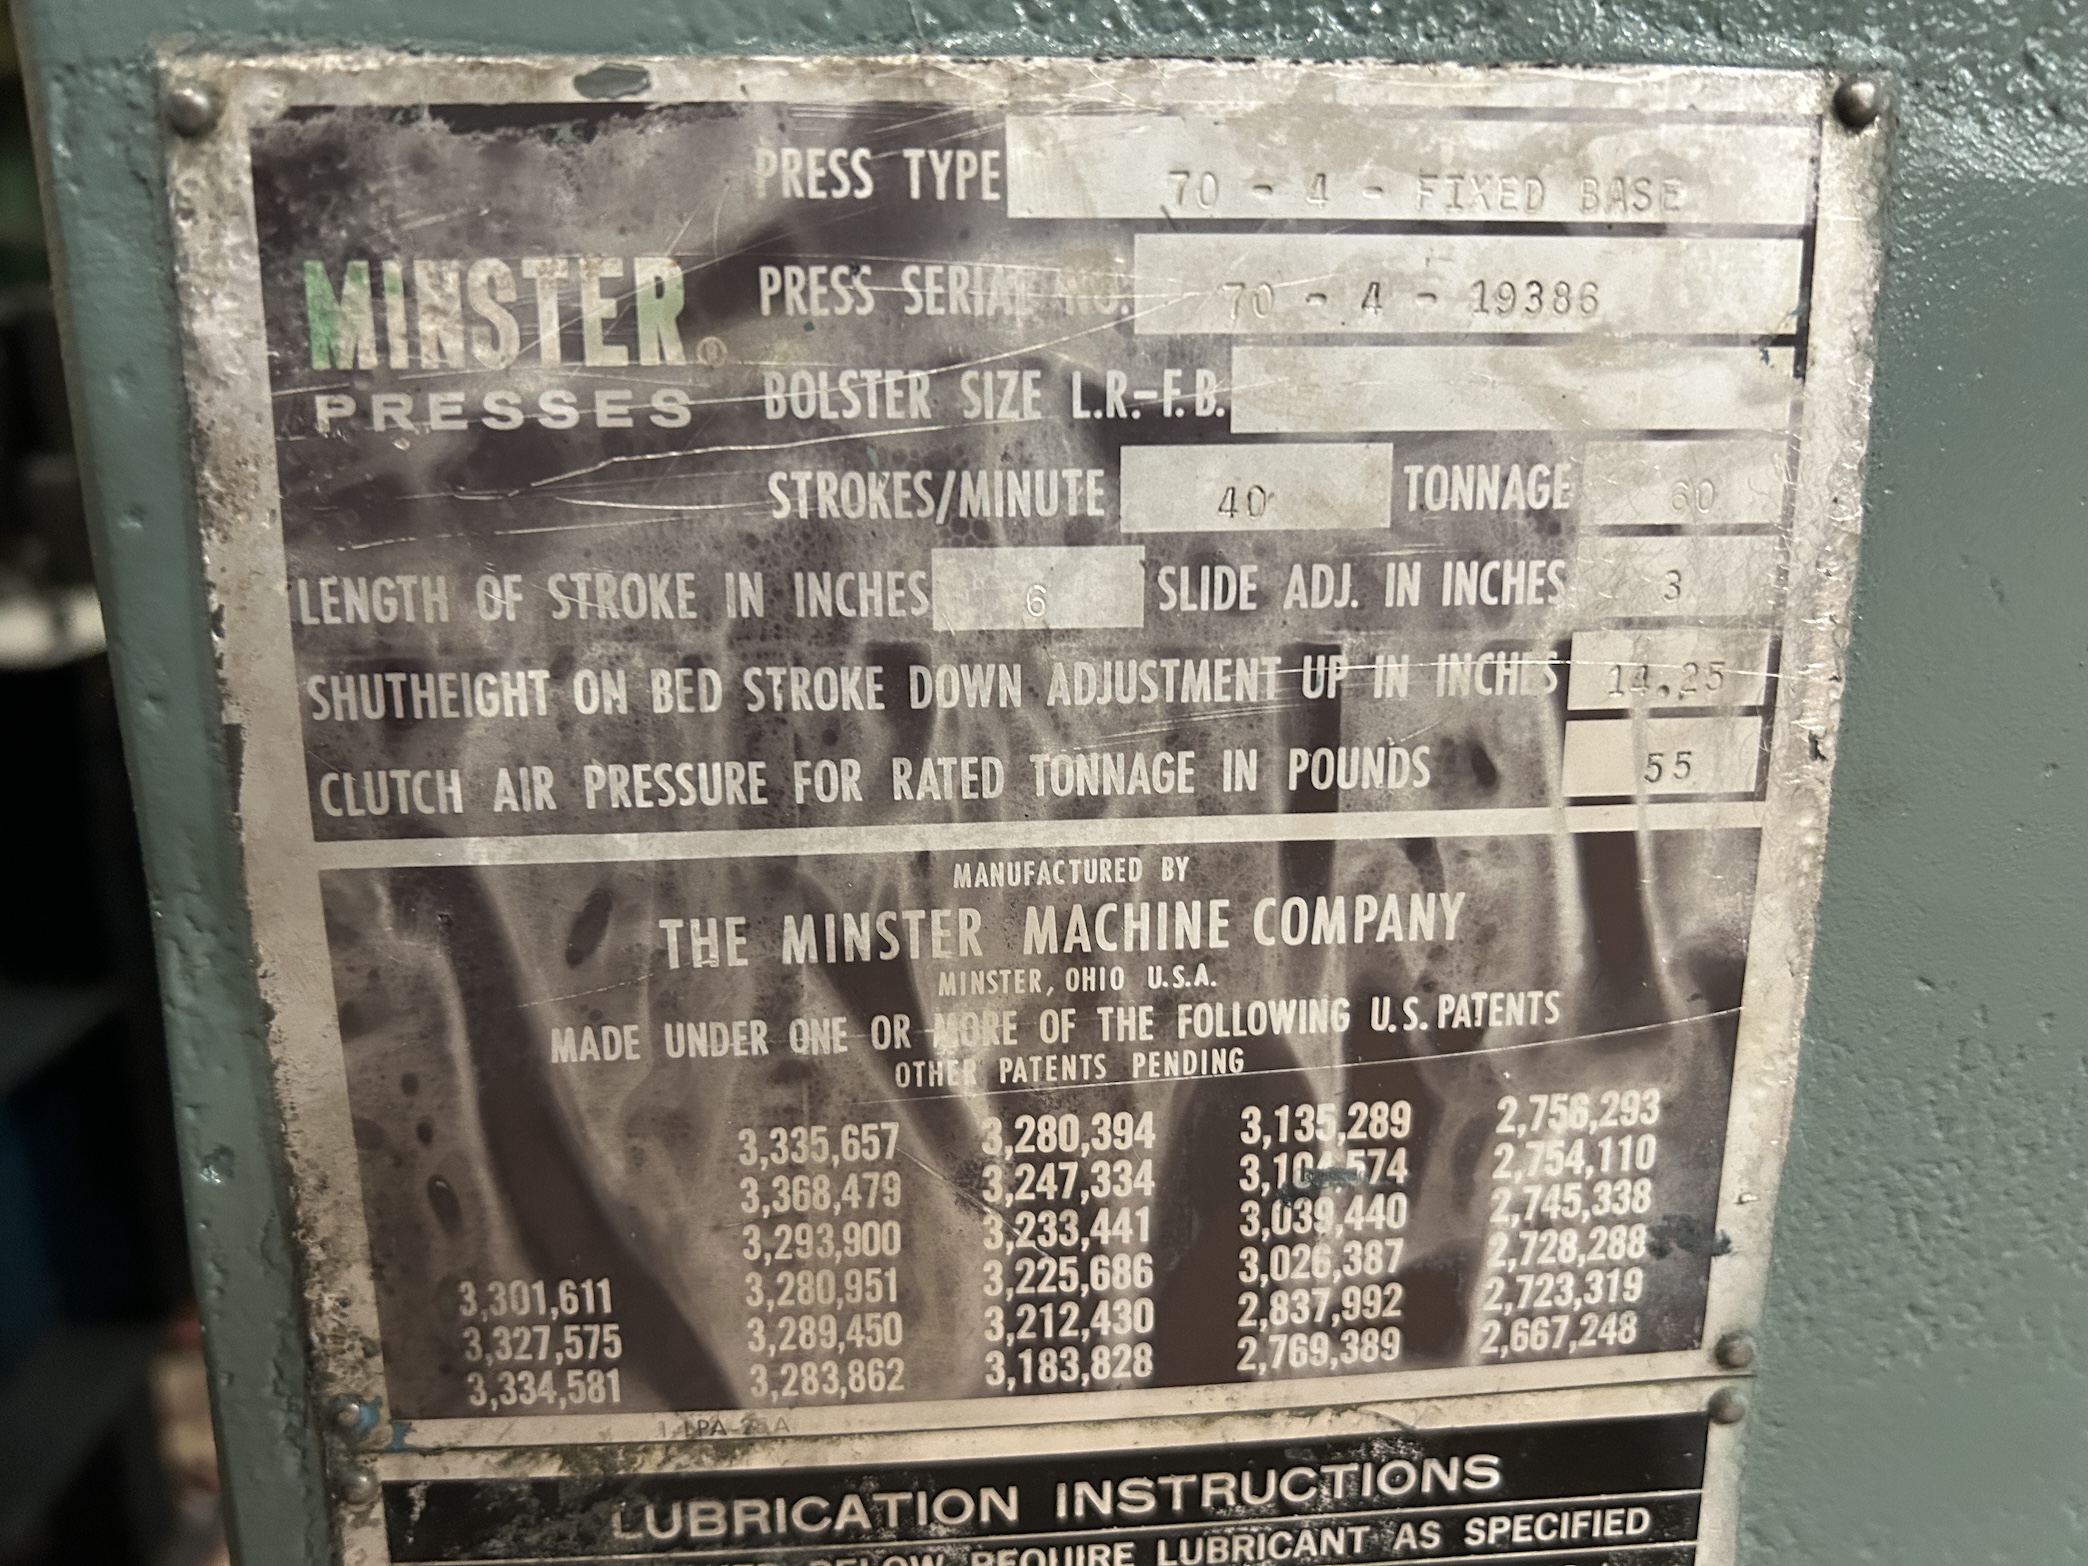 PRESS TYPE 70 - 4 - FIXED BASE
MINSTER®
PRESSES
PRESS SERIAL NO. 70 - 4 - 19386
BOLSTER SIZE L.R.-F.B.
STROKES/MINUTE 40 TONNAGE 60
LENGTH OF STROKE IN INCHES 6 SLIDE ADJ. IN INCHES 3
SHUTHEIGHT ON BED STROKE DOWN ADJUSTMENT UP IN INCHES 14.25
CLUTCH AIR PRESSURE FOR RATED TONNAGE IN POUNDS 55
MANUFACTURED BY
THE MINSTER MACHINE COMPANY
MINSTER, OHIO U.S.A.
MADE UNDER ONE OR MORE OF THE FOLLOWING U.S. PATENTS
OTHER PATENTS PENDING
3,335,657 3,280,394 3,135,289 2,756,293
3,368,479 3,247,334 2,754,110
3,293,900 3,233,441 3,039,440 2,745,338
3,301,611 3,280,951 3,225,686 3,026,387 2,728,288
3,327,575 3,289,450 3,212,430 2,837,992 2,723,319
3,334,581 3,283,862 3,183,828 2,769,389 2,667,248
LUBRICATION INSTRUCTIONS
BELOW REQUIRE LUBRICANT AS SPECIFIED